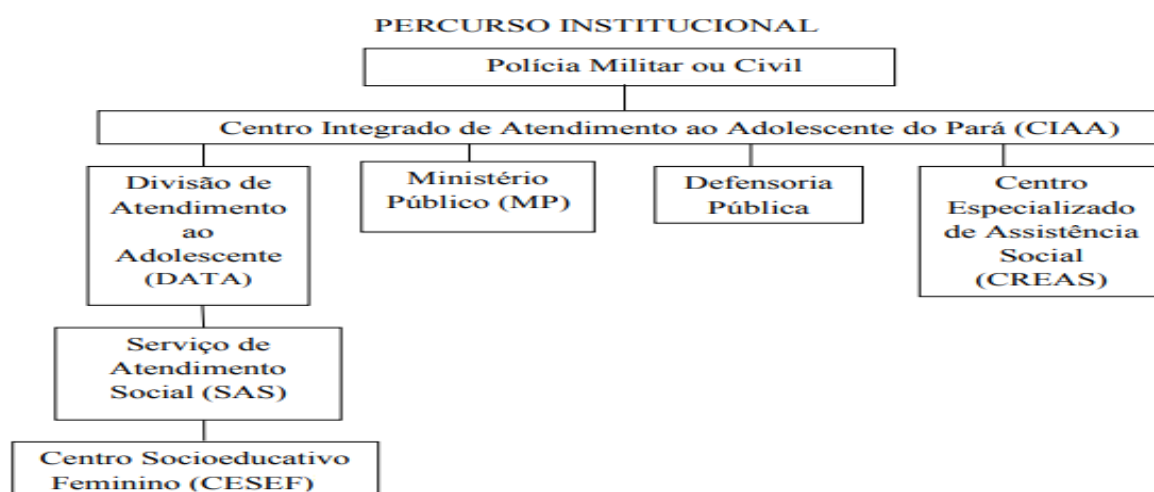 PERCURSO INSTITUCIONAL
Polícia Militar ou Civil
Centro Integrado de Atendimento ao Adolescente do Pará (CIAA)
Divisão de
Atendimento
ao
Adolescente
(DATA)
Ministério
Público (MP)
Defensoria
Pública
Centro
Especializado
de Assistência
Social
(CREAS)
Serviço de
Atendimento
Social (SAS)
Centro Socioeducativo
Feminino (CESEF)